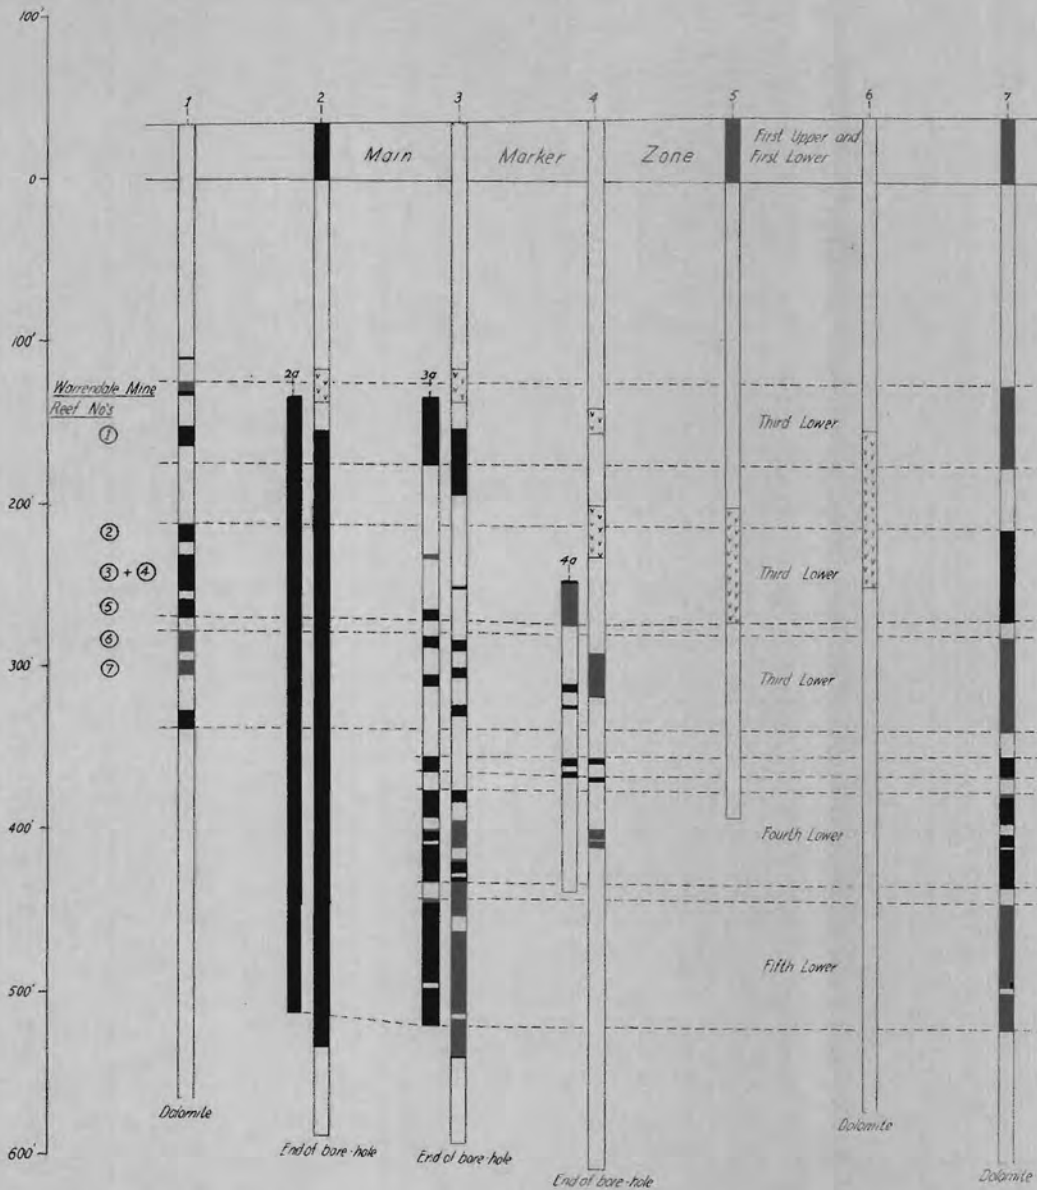 100'
1
2
3
4
5
6
7
Main Marker Zone
First Upper and
First Lower
0
100'
Warrendale Mine
Reef No's
2a
3a
1
Third Lower
200'
2
3 + 4
4a
Third Lower
5
6
300'
7
Third Lower
400'
Fourth Lower
Fifth Lower
500'
Dolomite
Dolomite
600'
End of bore-hole
End of bore-hole
End of bore-hole
Dolomite